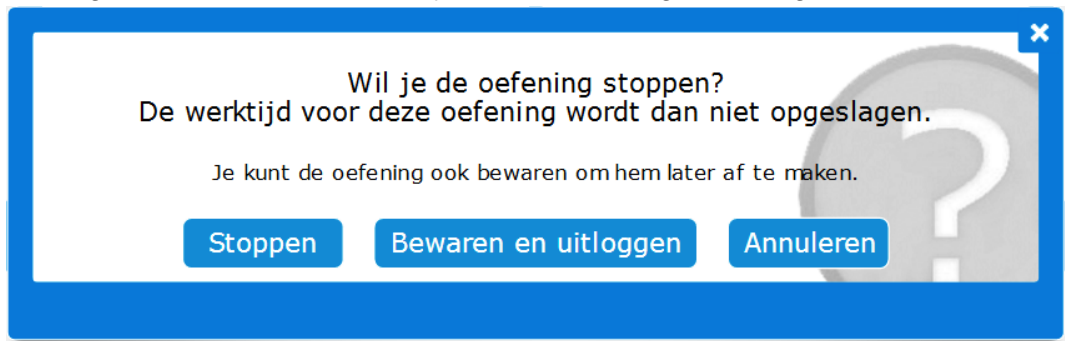 Wil je de oefening stoppen?
De werktijd voor deze oefening wordt dan niet opgeslagen.
Je kunt de oefening ook bewaren om hem later af te maken.
Stoppen
Bewaren en uitloggen
Annuleren